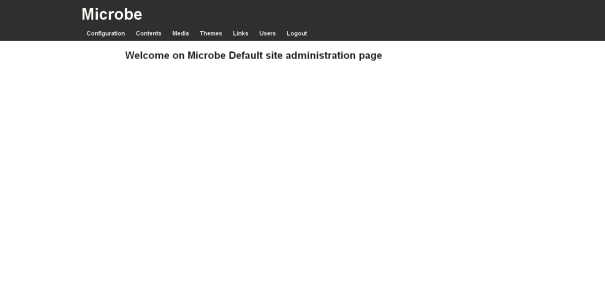 Microbe
Configuration Contents Media Themes Links Users Logout
Welcome on Microbe Default site administration page